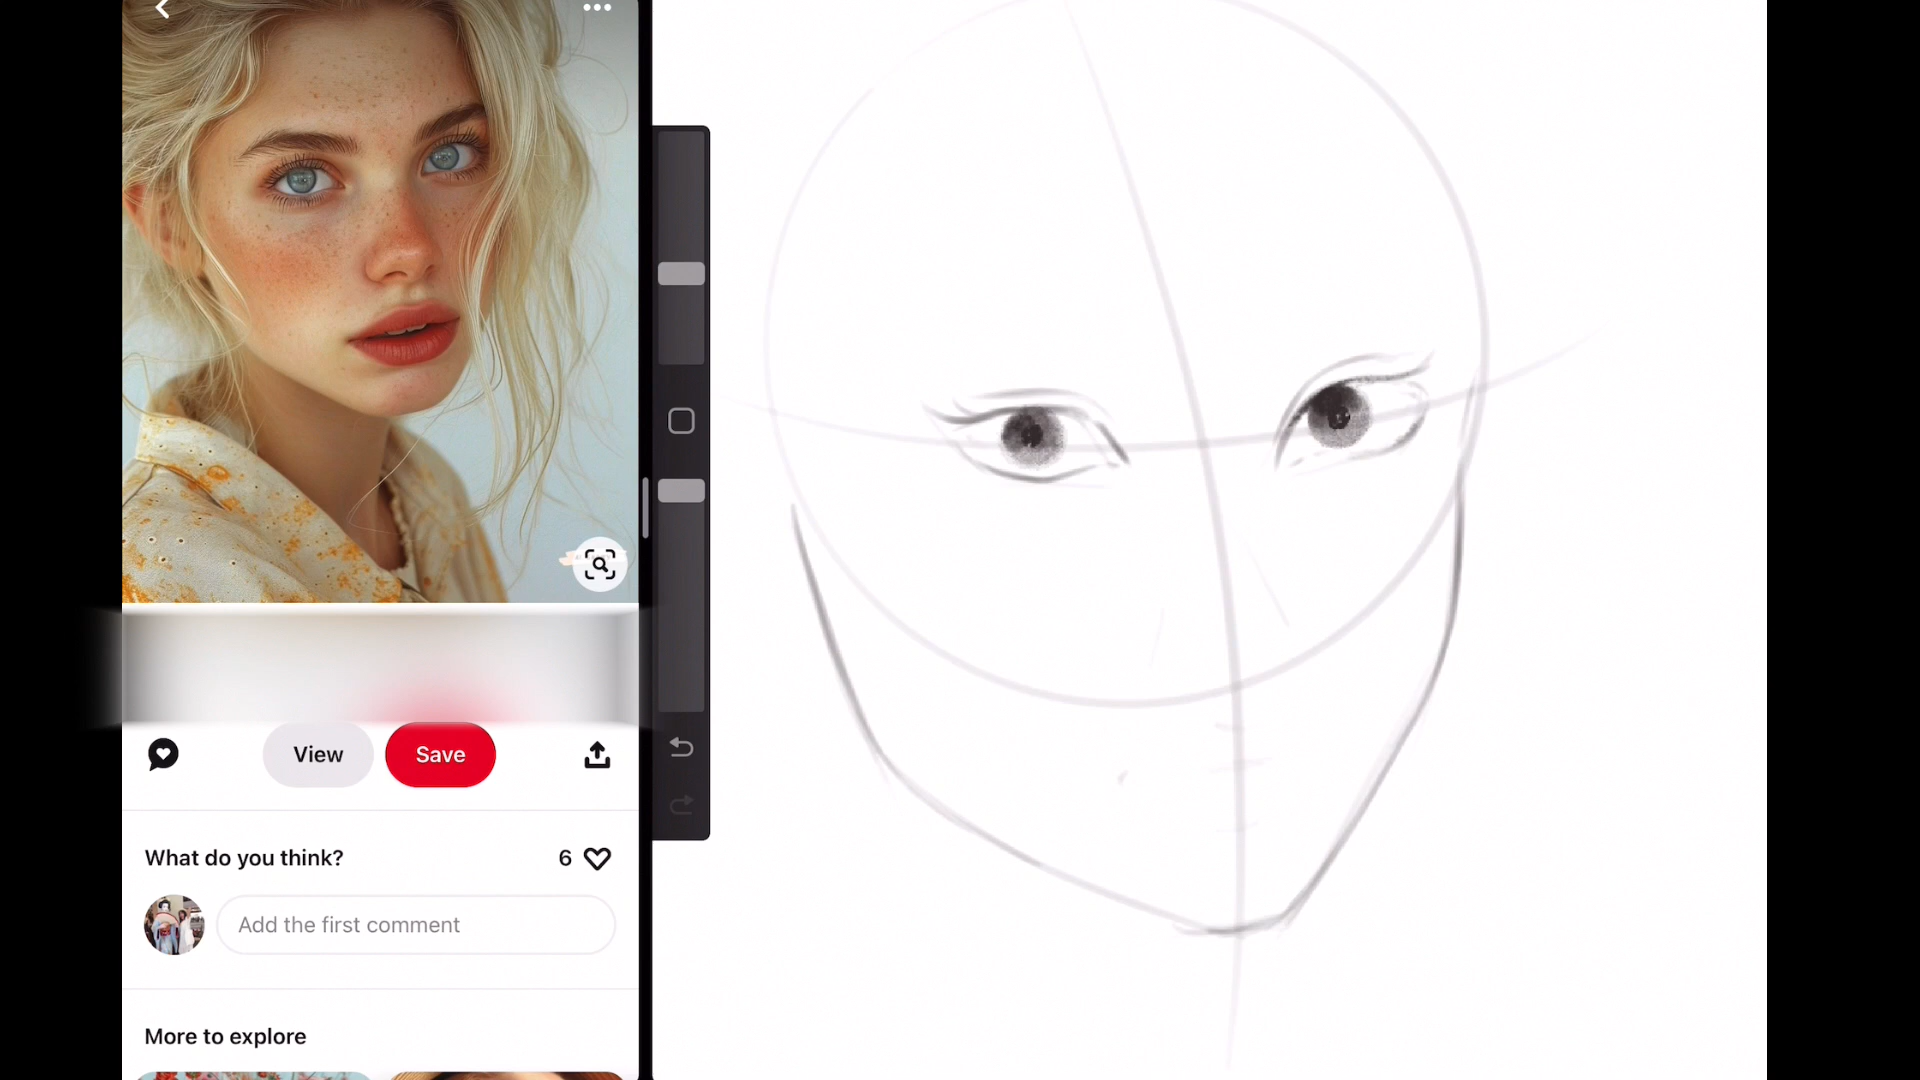 View
Save
What do you think?
6
Add the first comment
More to explore